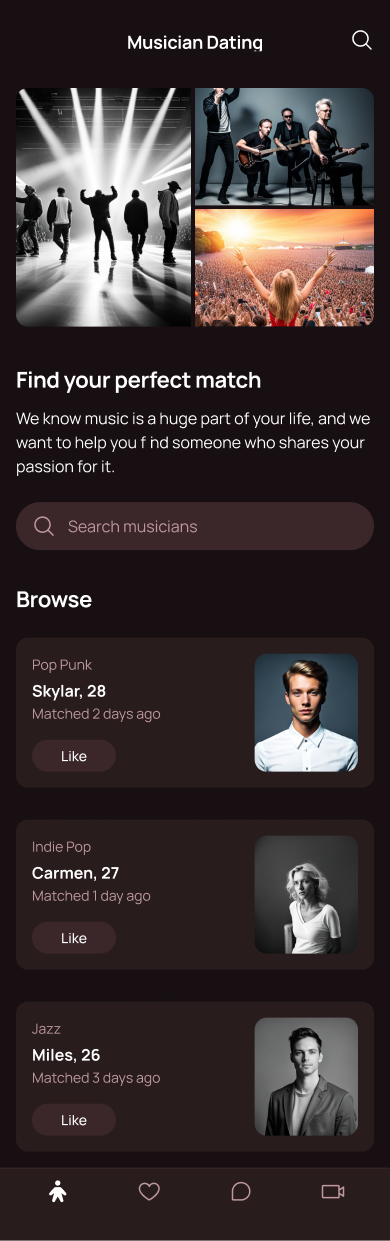 Musician Dating
Find your perfect match
We know music is a huge part of your life, and we
want to help you f nd someone who shares your
passion for it.
Search musicians
Browse
Pop Punk
Skylar, 28
Matched 2 days ago
Like
Indie Pop
Carmen, 27
Matched 1 day ago
Like
Jazz
Miles, 26
Matched 3 days ago
Like